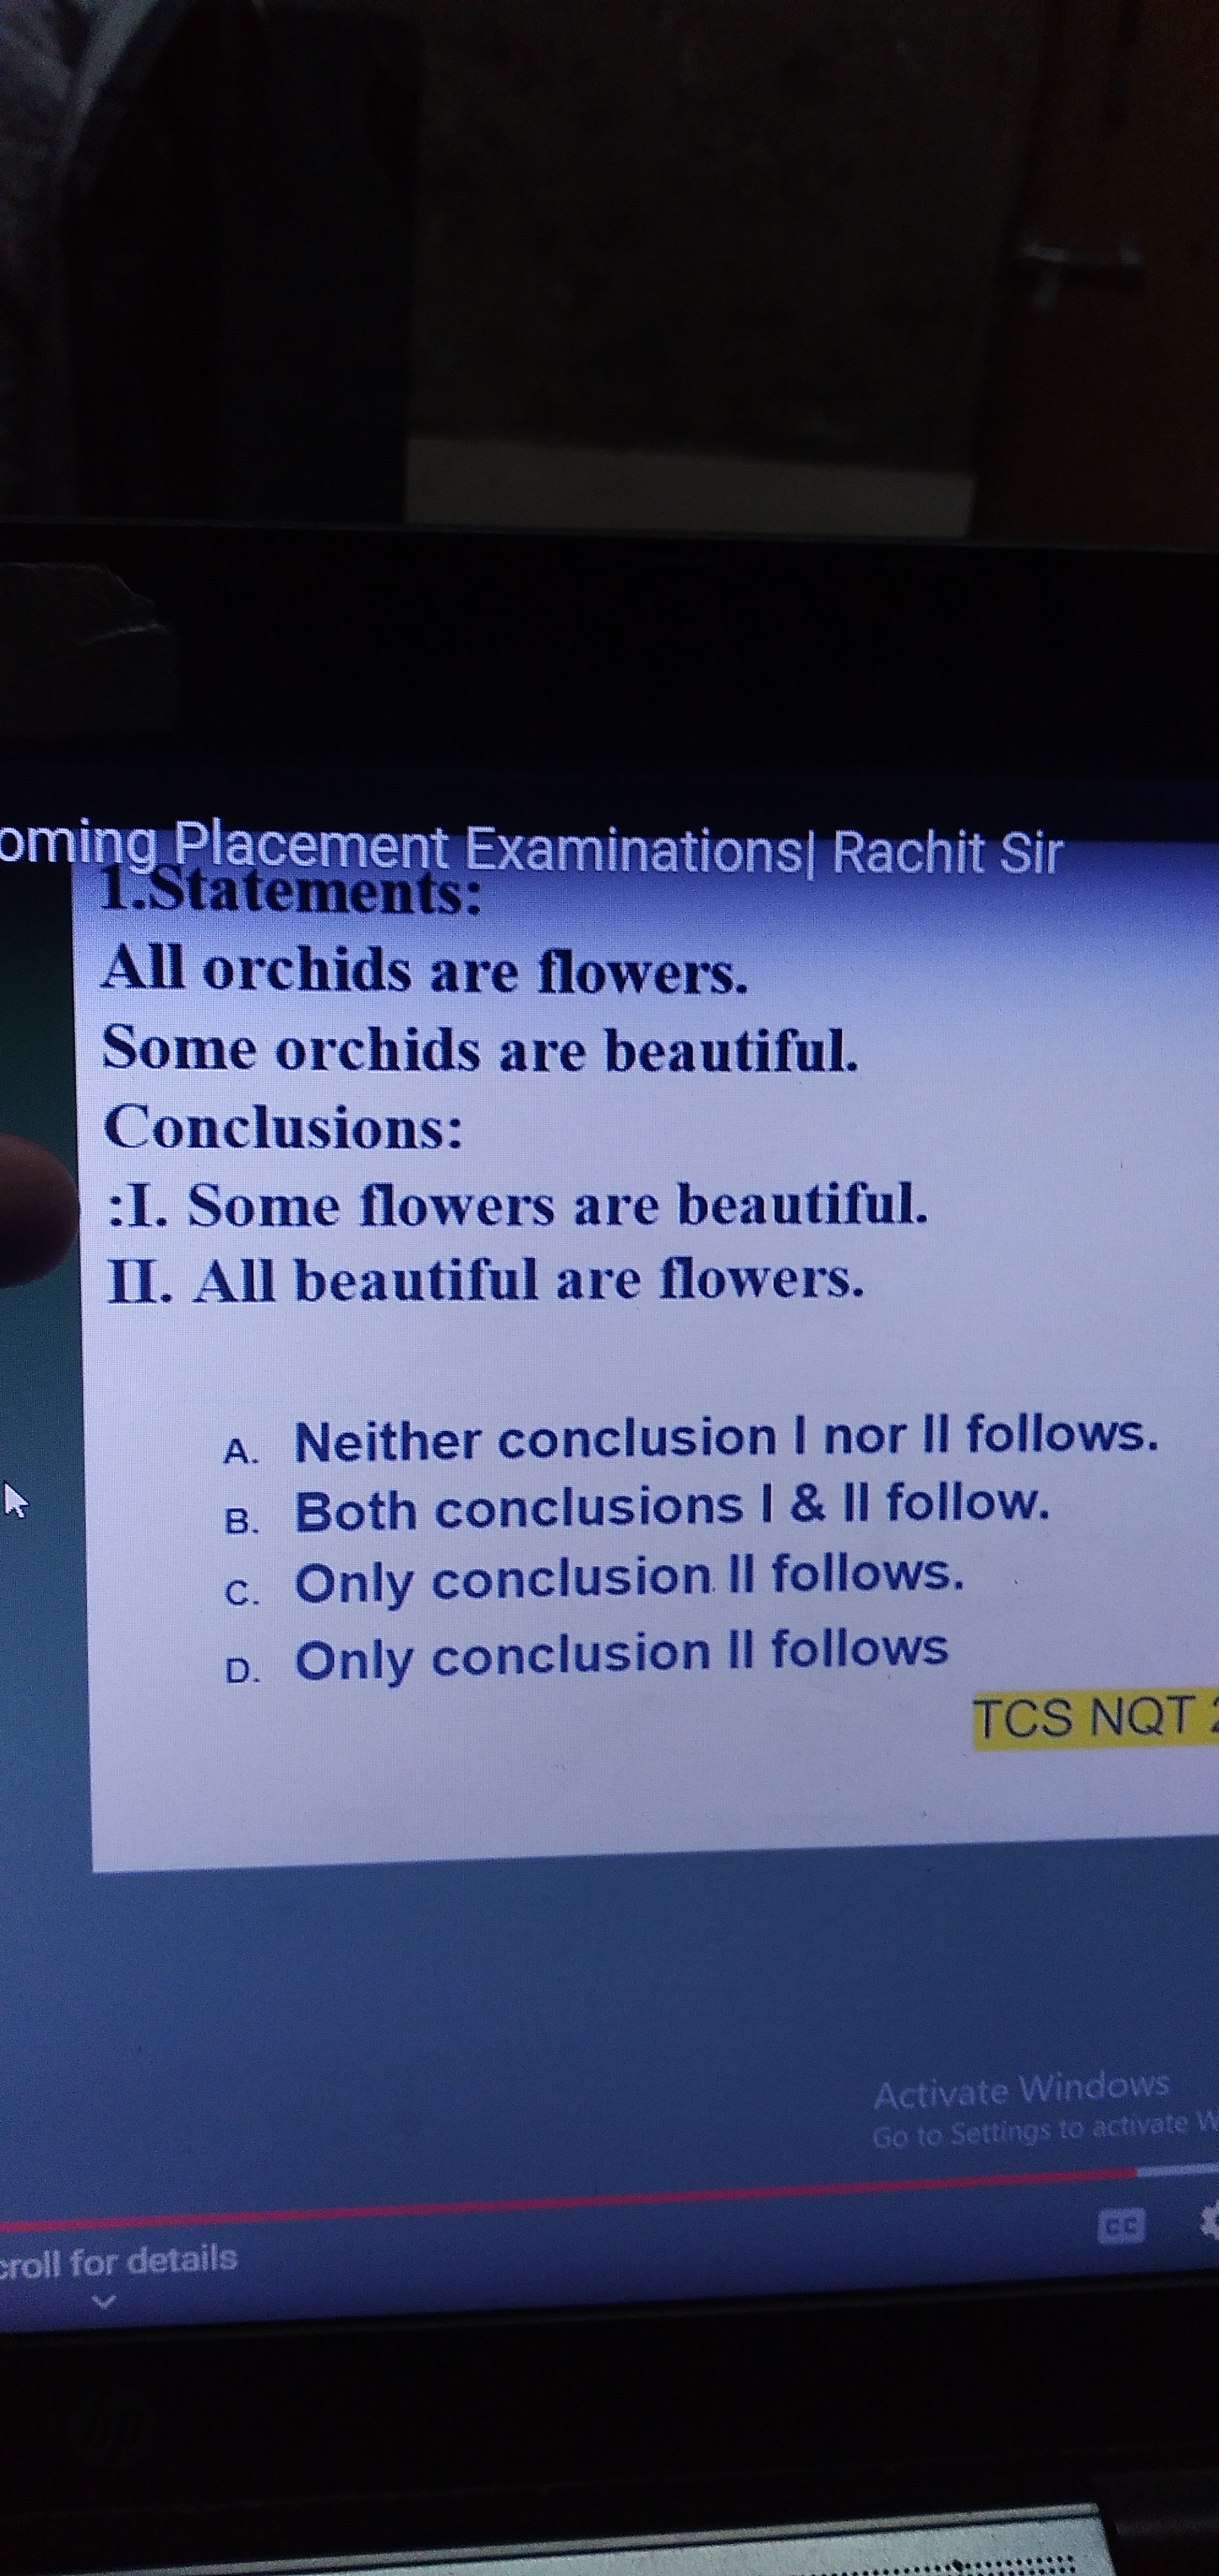 oming Placement Examinations| Rachit Sir
1.Statements:
All orchids are flowers.
Some orchids are beautiful.
Conclusions:
:I. Some flowers are beautiful.
II. All beautiful are flowers.
A. Neither conclusion I nor II follows.
B. Both conclusions I & II follow.
C. Only conclusion II follows.
D. Only conclusion II follows
TCS NQT
Activate Windows
Go to Settings to activate W
CC
croll for details